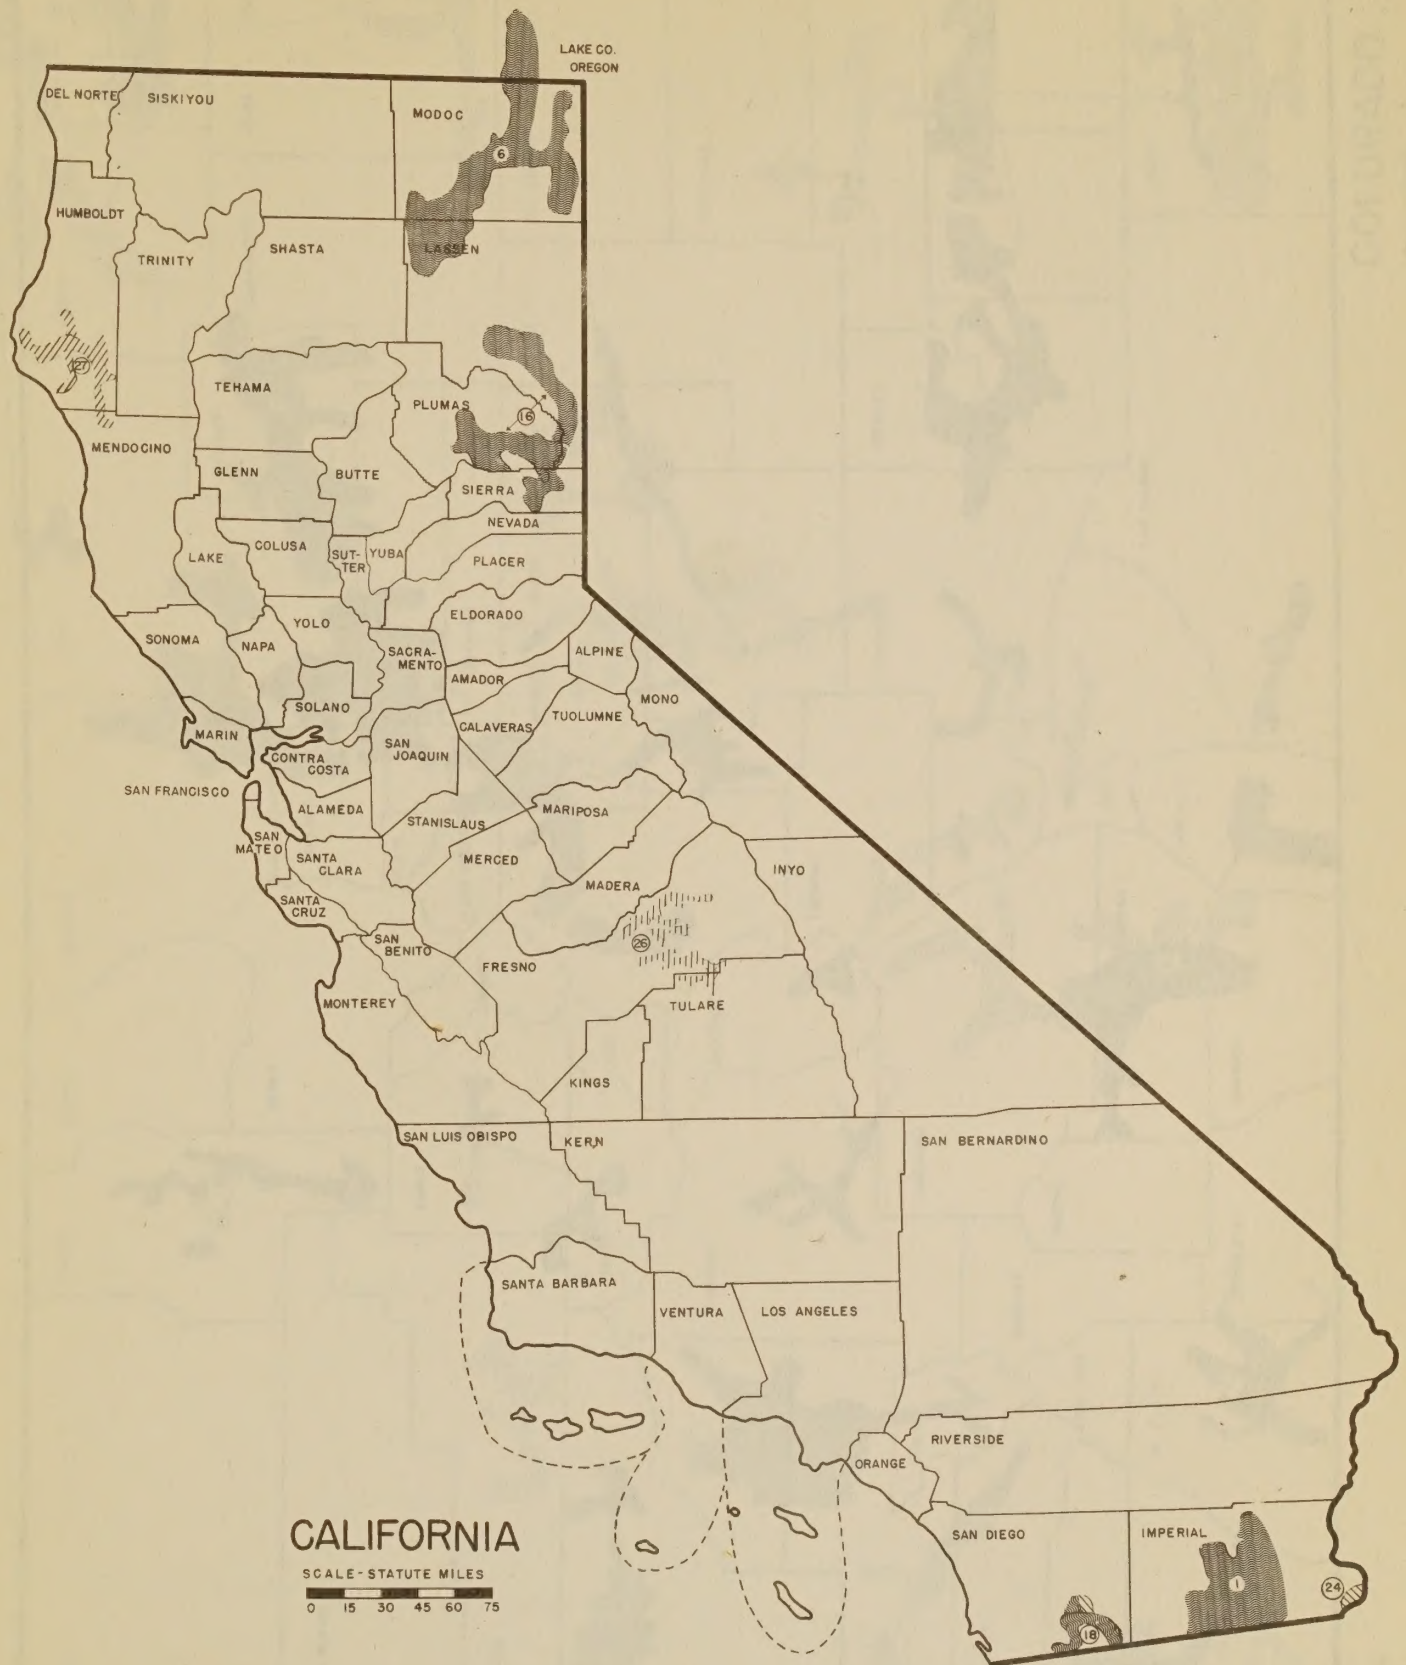 LAKE CO.
OREGON
DEL NORTE
SISKIYOU
MODOC
6
HUMBOLDT
TRINITY
SHASTA
LASSEN
27
TEHAMA
PLUMAS
16
MENDOCINO
GLENN
BUTTE
SIERRA
NEVADA
LAKE
COLUSA
SUT-
TER
YUBA
PLACER
ELDORADO
SONOMA
NAPA
YOLO
SACRA-
MENTO
ALPINE
AMADOR
MONO
SOLANO
CALAVERAS
TUOLUMNE
MARIN
CONTRA
COSTA
SAN
JOAQUIN
SAN FRANCISCO
ALAMEDA
STANISLAUS
MARIPOSA
SAN
MATEO
SANTA
CLARA
MERCED
INYO
MADERA
SANTA
CRUZ
SAN
BENITO
26
FRESNO
MONTEREY
TULARE
KINGS
SAN LUIS OBISPO
KERN
SAN BERNARDINO
SANTA BARBARA
VENTURA
LOS ANGELES
RIVERSIDE
ORANGE
SAN DIEGO
IMPERIAL
1
24
18
CALIFORNIA
SCALE-STATUTE MILES
0 15 30 45 60 75